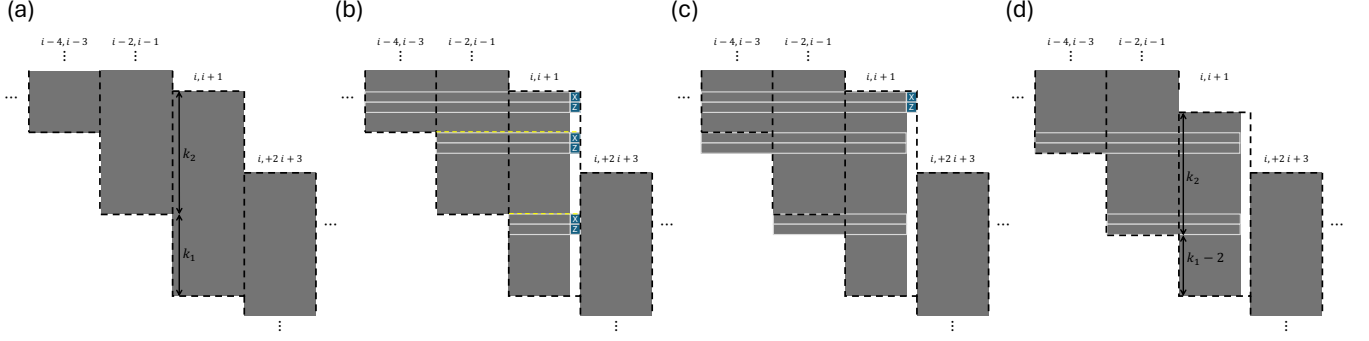 (a)
i − 4, i − 3
⋮
i − 2, i − 1
⋮
i, i + 1
...
k₂
k₁
i, +2 i + 3
...
⋮
(b)
i − 4, i − 3
⋮
i − 2, i − 1
⋮
i, i + 1
...
X
Z
X
Z
X
Z
i, +2 i + 3
...
⋮
(c)
i − 4, i − 3
⋮
i − 2, i − 1
⋮
i, i + 1
...
X
Z
i, +2 i + 3
...
⋮
(d)
i − 4, i − 3
⋮
i − 2, i − 1
⋮
i, i + 1
...
k₂
k₁ − 2
i, +2 i + 3
...
⋮